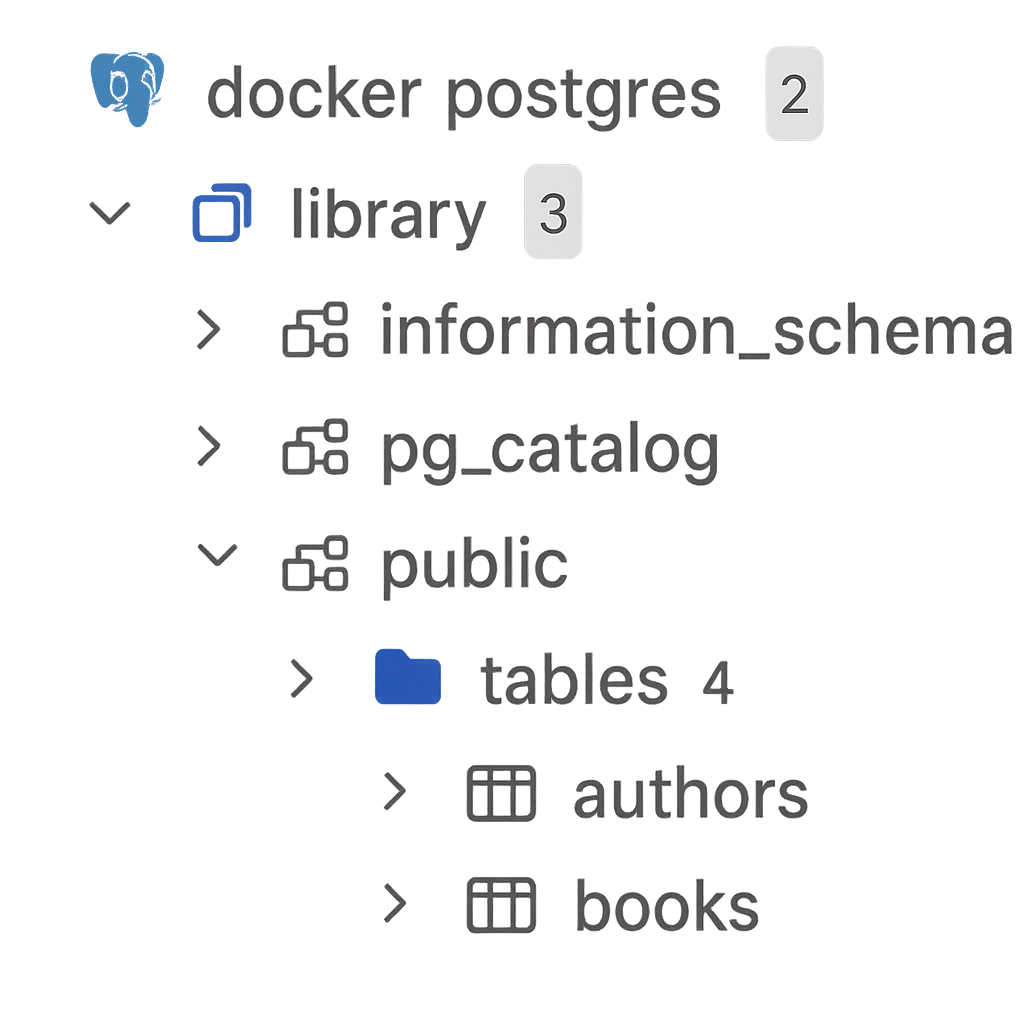 docker postgres 2
library 3
information_schema
pg_catalog
public
tables 4
authors
books